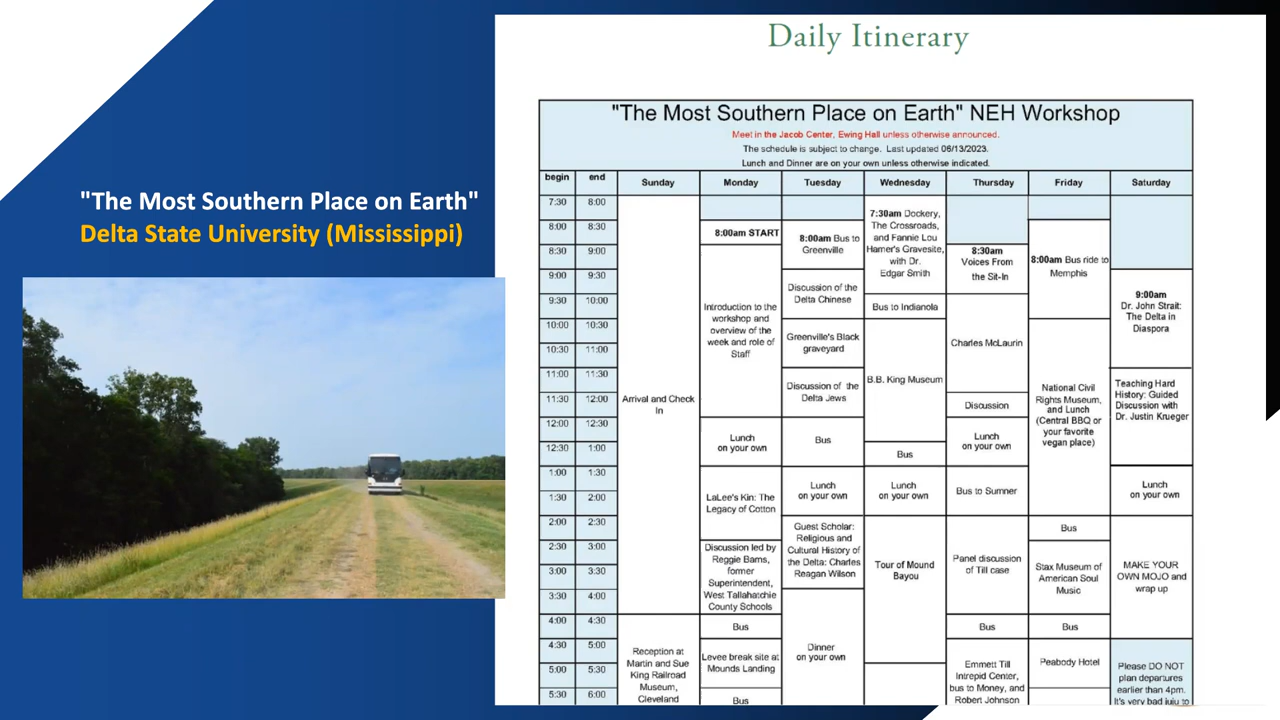 Daily Itinerary
"The Most Southern Place on Earth"
Delta State University (Mississippi)
"The Most Southern Place on Earth" NEH Workshop
Meet in the Jacob Center, Ewing Hall unless otherwise announced.
The schedule is subject to change. Last updated 06/13/2023.
Lunch and Dinner are on your own unless otherwise indicated.
begin end Sunday Monday Tuesday Wednesday Thursday Friday Saturday
7:30 8:00
8:00 8:30
8:30 9:00
9:00 9:30
9:30 10:00
10:00 10:30
10:30 11:00
11:00 11:30
11:30 12:00
12:00 12:30
12:30 1:00
1:00 1:30
1:30 2:00
2:00 2:30
2:30 3:00
3:00 3:30
3:30 4:00
4:00 4:30
4:30 5:00
5:00 5:30
5:30 6:00
Arrival and Check
In
Reception at
Martin and Sue
King Railroad
Museum,
Cleveland
8:00am START
Introduction to the
workshop and
overview of the
week and role of
Staff
Lunch
on your own
LaLee's Kin: The
Legacy of Cotton
Discussion led by
Reggie Barns,
former
Superintendent,
West Tallahatchie
County Schools
Bus
Levee break site at
Mounds Landing
Bus
8:00am Bus to
Greenville
Discussion of the
Delta Chinese
Greenville's Black
graveyard
Discussion of the
Delta Jews
Bus
Lunch
on your own
Guest Scholar:
Religious and
Cultural History of
the Delta: Charles
Reagan Wilson
Dinner
on your own
7:30am Dockery,
The Crossroads,
and Fannie Lou
Hamer's Gravesite,
with Dr.
Edgar Smith
Bus to Indianola
B.B. King Museum
Bus
Lunch
on your own
Tour of Mound
Bayou
8:30am
Voices From
the Sit-In
Charles McLaurin
Discussion
Lunch
on your own
Bus to Sumner
Panel discussion
of Till case
Bus
Emmett Till
Intrepid Center,
bus to Money, and
Robert Johnson
8:00am Bus ride to
Memphis
National Civil
Rights Museum,
and Lunch
(Central BBQ or
your favorite
vegan place)
Bus
Stax Museum of
American Soul
Music
Bus
Peabody Hotel
9:00am
Dr. John Strait:
The Delta in
Diaspora
Teaching Hard
History: Guided
Discussion with
Dr. Justin Krueger
Lunch
on your own
MAKE YOUR
OWN MOJO and
wrap up
Please DO NOT
plan departures
earlier than 4pm.
It's very bad juju to